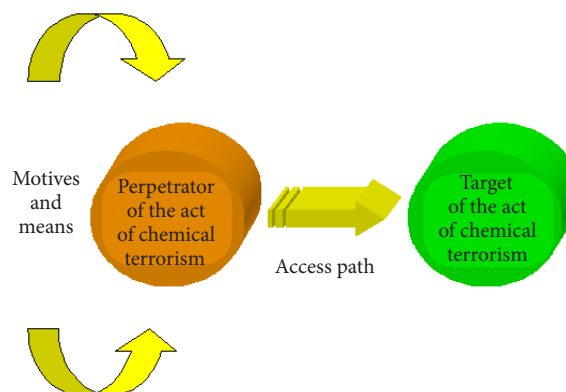 Motives
and
means
Perpetrator
of the act
of chemical
terrorism
Access path
Target
of the act
of chemical
terrorism